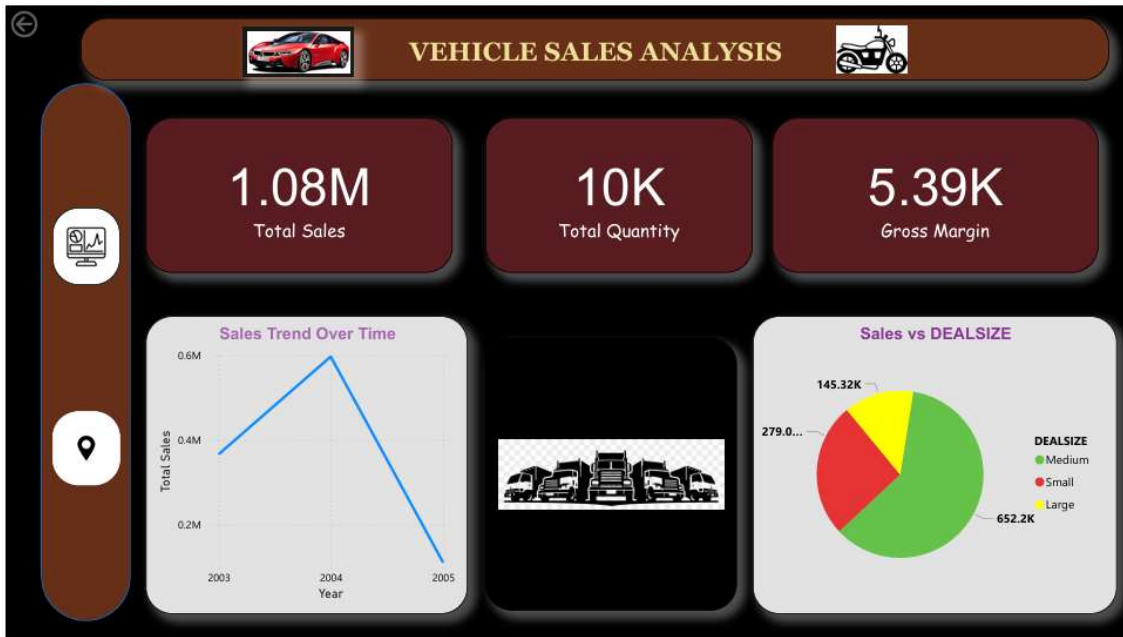 VEHICLE SALES ANALYSIS
1.08M
Total Sales
10K
Total Quantity
5.39K
Gross Margin
Sales Trend Over Time
0.6M
0.4M
0.2M
Total Sales
2003 2004 2005
Year
Sales vs DEALSIZE
145.32K
279.0...
652.2K
DEALSIZE
Medium
Small
Large